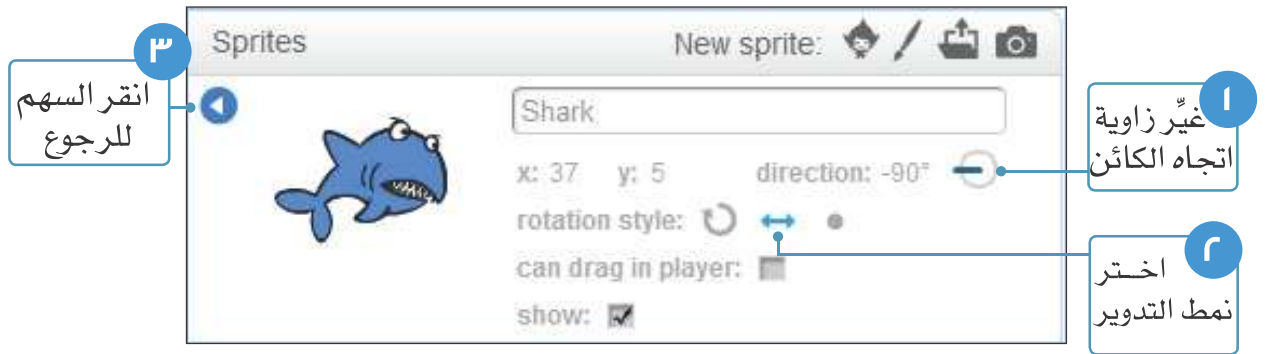 Sprites New sprite:
٣
انقر السهم
للرجوع
Shark
١
غيِّر زاوية
اتجاه الكائن
x: 37 y: 5 direction: -90°
rotation style:
can drag in player:
show:
٢
اختر
نمط التدوير